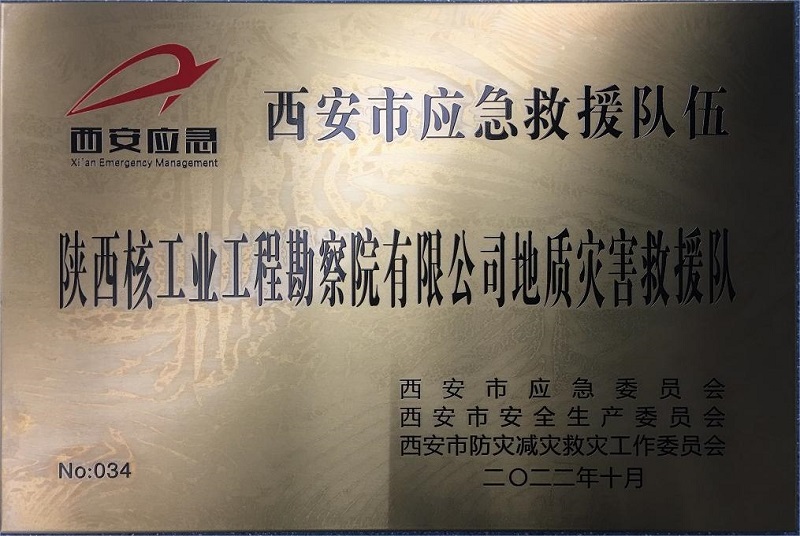 西安应急
Xi'an Emergency Management
西安市应急救援队伍
陕西核工业工程勘察院有限公司地质灾害救援队
西安市应急委员会
西安市安全生产委员会
西安市防灾减灾救灾工作委员会
二〇二二年十月
No:034